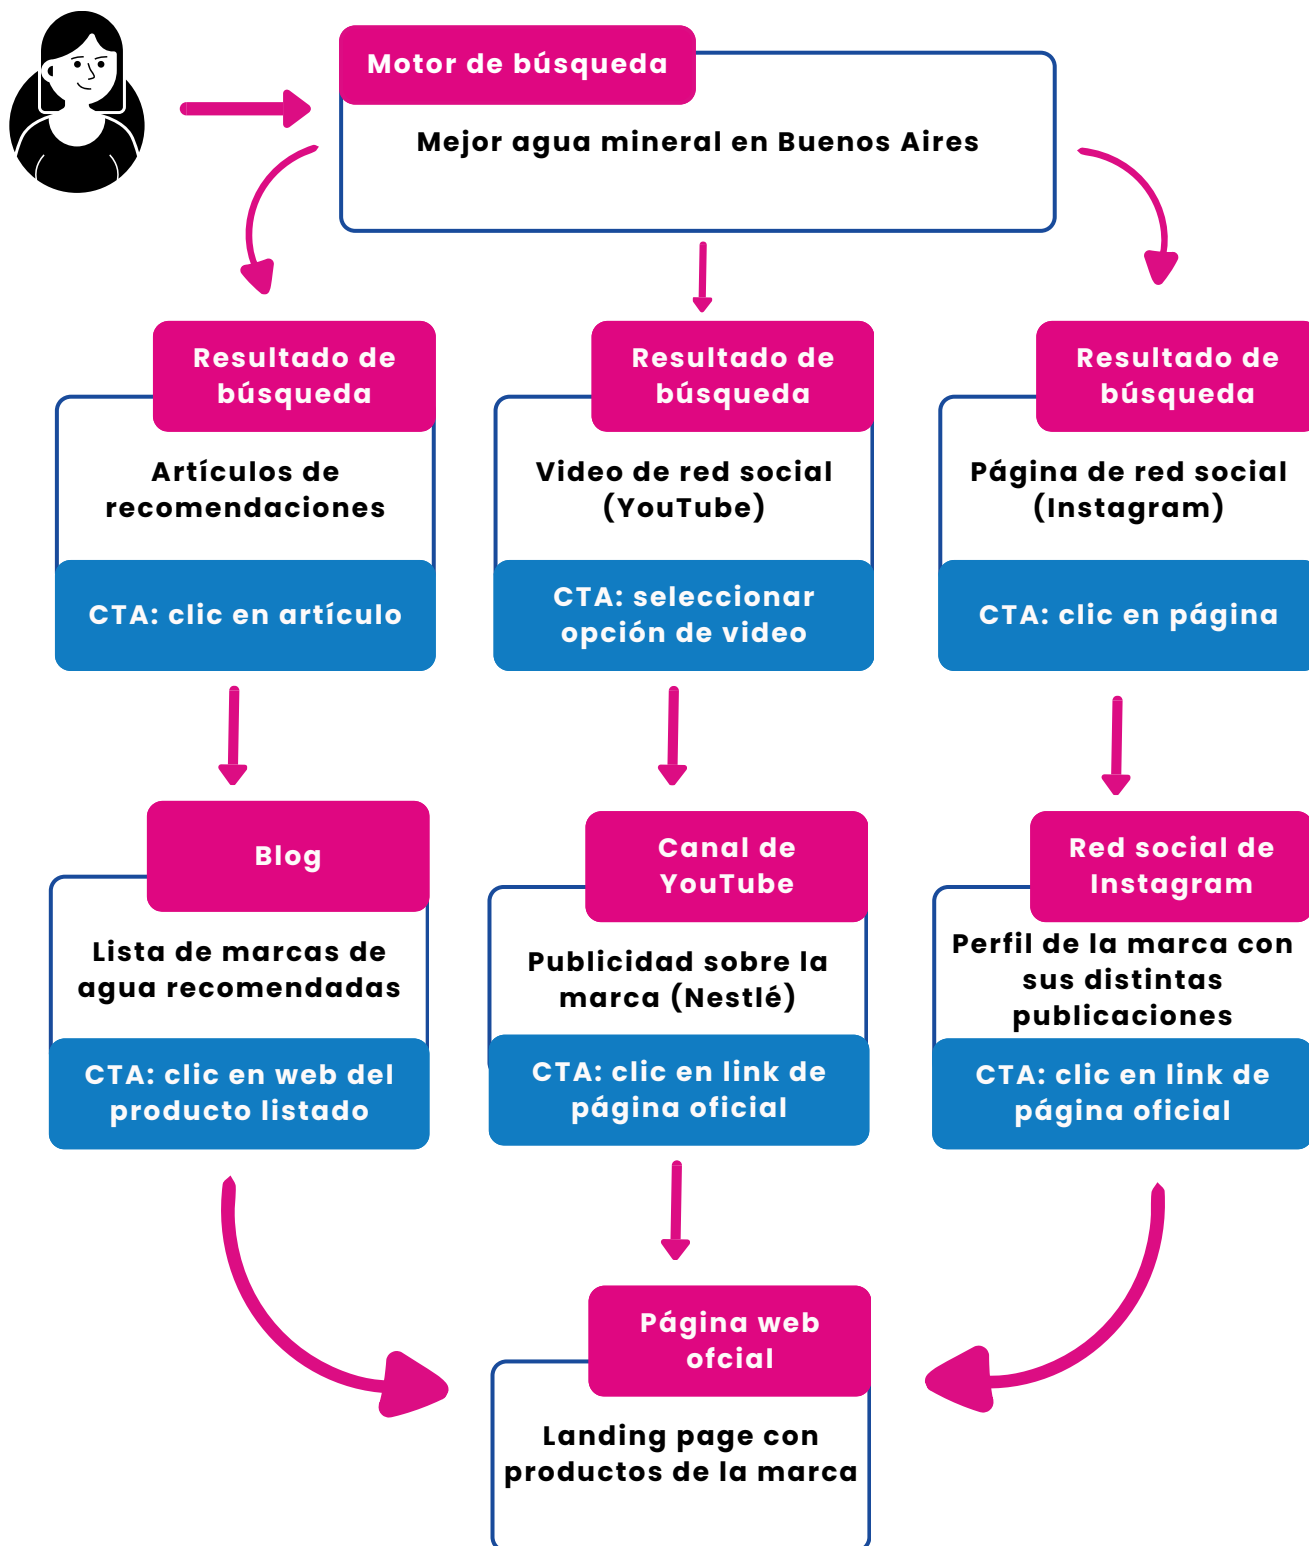 Motor de búsqueda
Mejor agua mineral en Buenos Aires
Resultado de
búsqueda
Artículos de
recomendaciones
CTA: clic en artículo
Resultado de
búsqueda
Video de red social
(YouTube)
CTA: seleccionar
opción de video
Resultado de
búsqueda
Página de red social
(Instagram)
CTA: clic en página
Blog
Lista de marcas de
agua recomendadas
CTA: clic en web del
producto listado
Canal de
YouTube
Publicidad sobre la
marca (Nestlé)
CTA: clic en link de
página oficial
Red social de
Instagram
Perfil de la marca con
sus distintas
publicaciones
CTA: clic en link de
página oficial
Página web
ofcial
Landing page con
productos de la marca